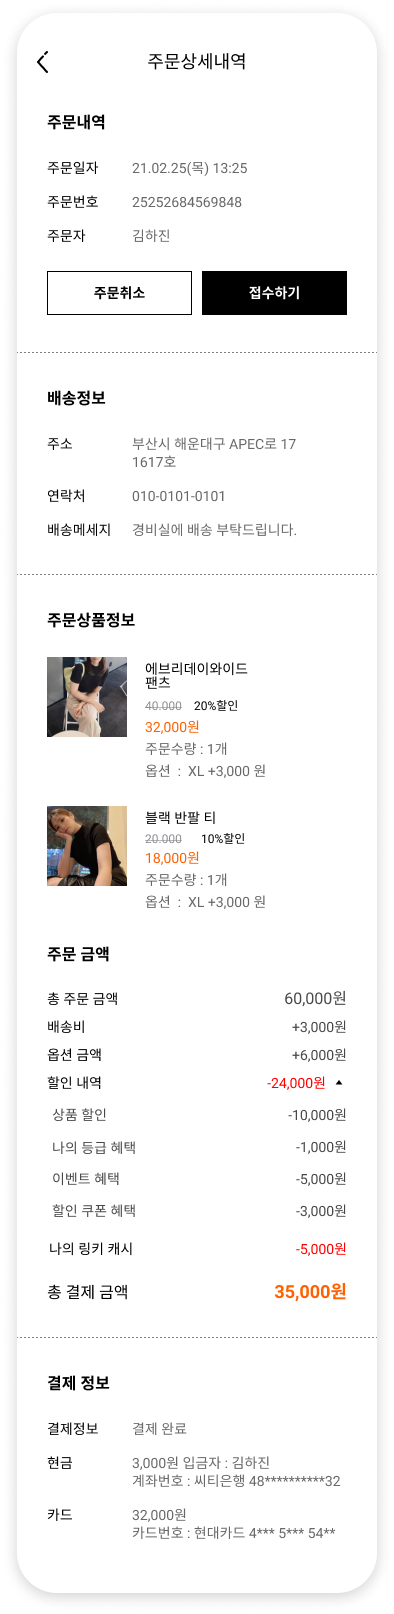 주문상세내역
주문내역
주문일자 21.02.25(목) 13:25
주문번호 25252684569848
주문자 김하진
주문취소 접수하기
배송정보
주소 부산시 해운대구 APEC로 17
1617호
연락처 010-0101-0101
배송메세지 경비실에 배송 부탁드립니다.
주문상품정보
에브리데이와이드
팬츠
40.000 20%할인
32,000원
주문수량 : 1개
옵션 : XL +3,000 원
블랙 반팔 티
20.000 10%할인
18,000원
주문수량 : 1개
옵션 : XL +3,000 원
주문 금액
총 주문 금액 60,000원
배송비 +3,000원
옵션 금액 +6,000원
할인 내역 -24,000원
상품 할인 -10,000원
나의 등급 혜택 -1,000원
이벤트 혜택 -5,000원
할인 쿠폰 혜택 -3,000원
나의 링키 캐시 -5,000원
총 결제 금액 35,000원
결제 정보
결제정보 결제 완료
현금 3,000원 입금자 : 김하진
계좌번호 : 씨티은행 48**********32
카드 32,000원
카드번호 : 현대카드 4*** 5*** 54**